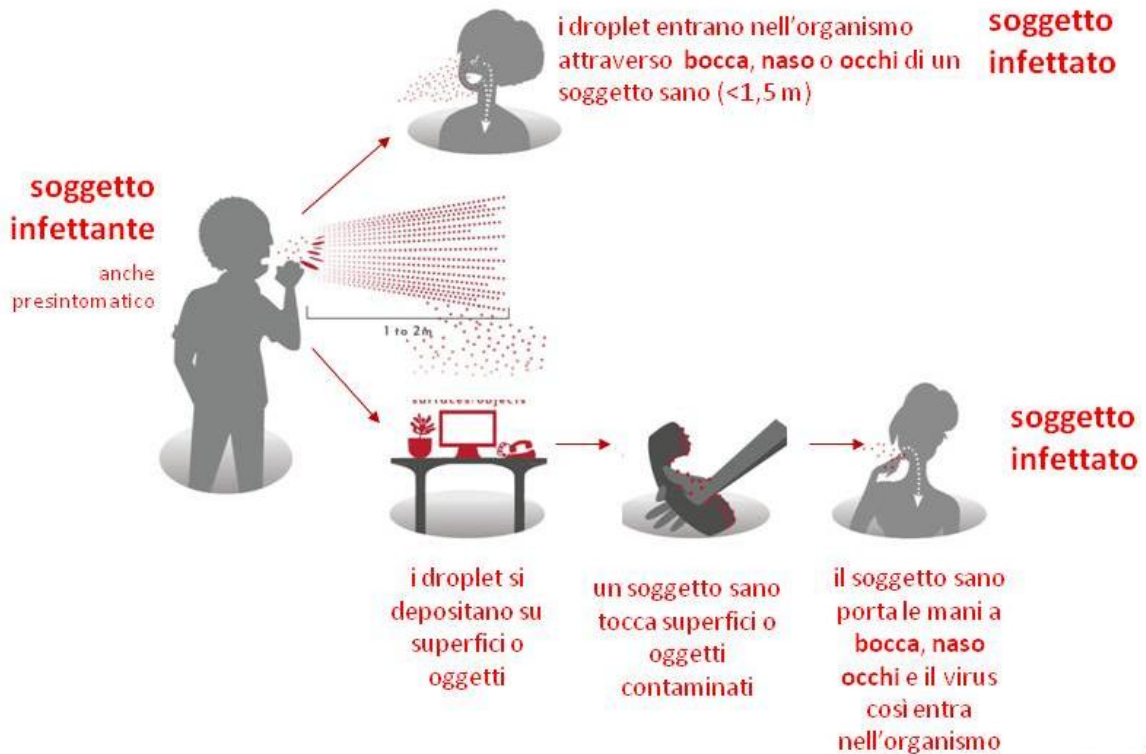 i droplet entrano nell'organismo
attraverso bocca, naso o occhi di un
soggetto sano (<1,5 m)
soggetto
infettato
soggetto
infettante
anche
presintomatico
1 to 2m
surfaces/objects
soggetto
infettato
i droplet si
depositano su
superfici o
oggetti
un soggetto sano
tocca superfici o
oggetti
contaminati
il soggetto sano
porta le mani a
bocca, naso
occhi e il virus
così entra
nell'organismo